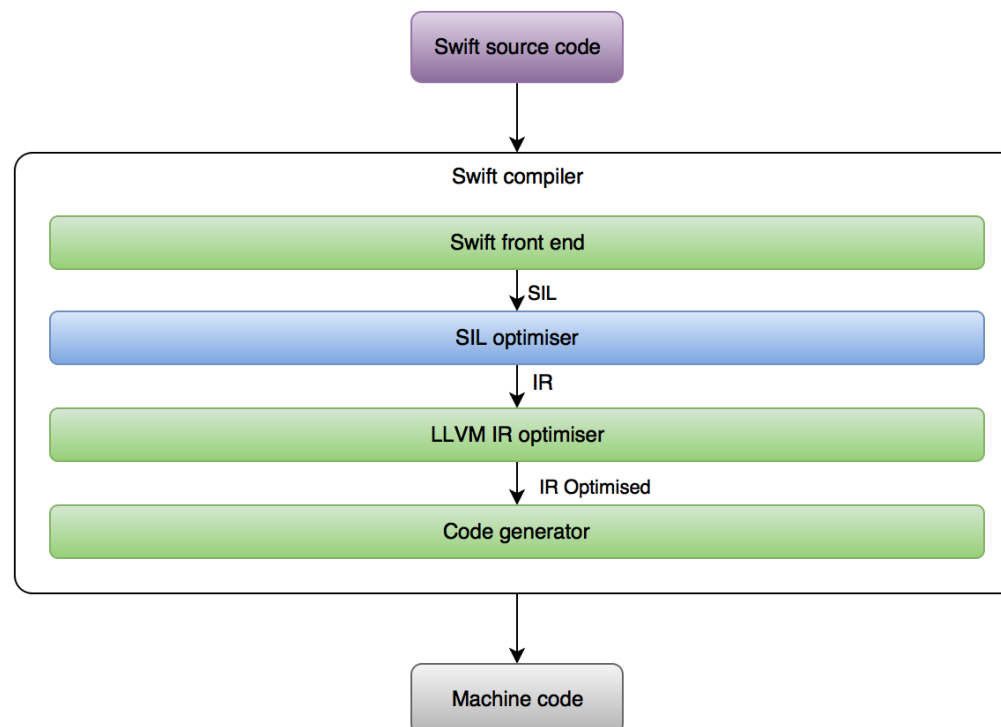 Swift source code
Swift compiler
Swift front end
SIL
SIL optimiser
IR
LLVM IR optimiser
IR Optimised
Code generator
Machine code